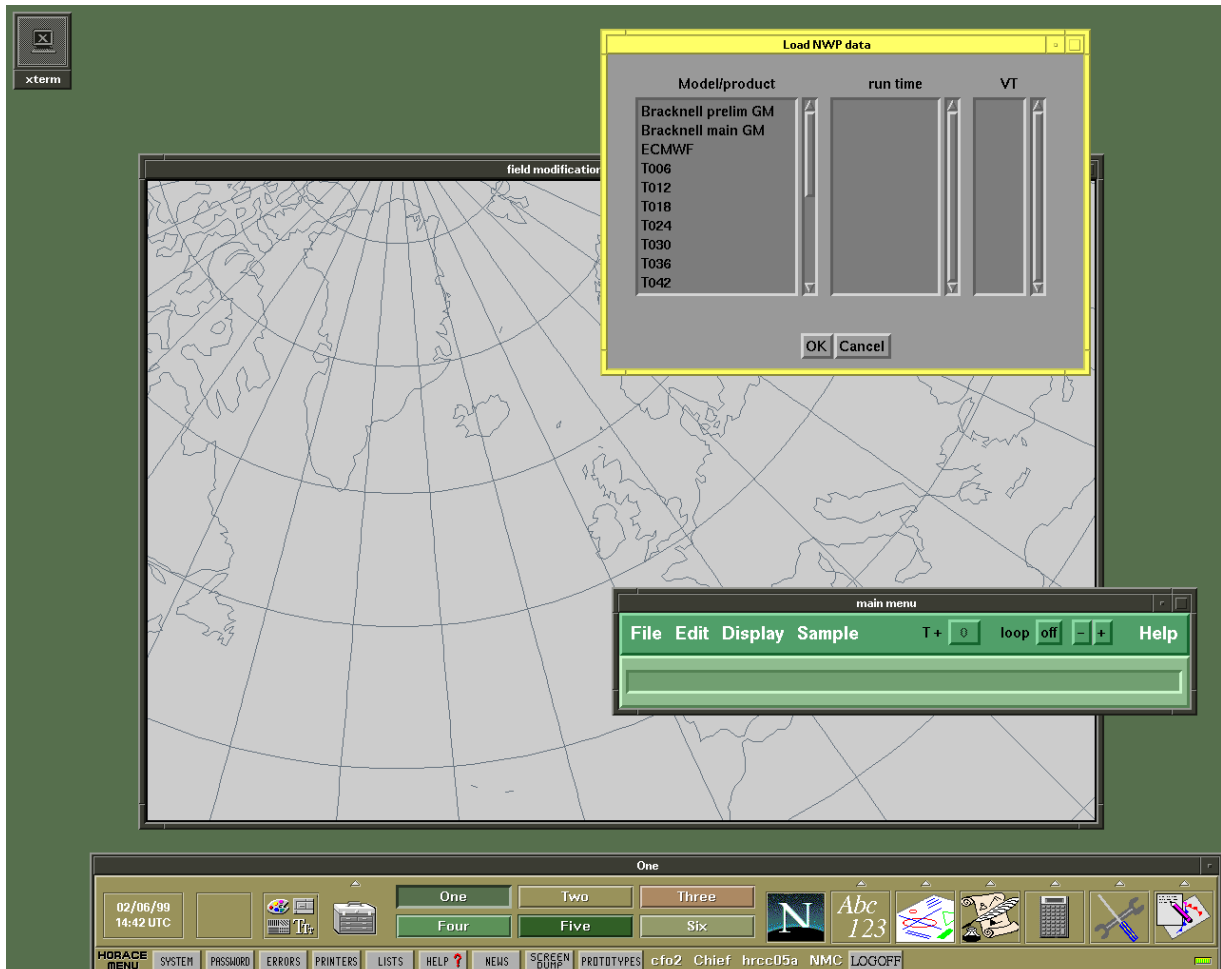 xterm
Load NWP data
Model/product run time VT
Bracknell prelim GM
Bracknell main GM
ECMWF
T006
T012
T018
T024
T030
T036
T042
OK Cancel
field modification
main menu
File Edit Display Sample T+ 0 loop off - + Help
One
02/06/99
14:42 UTC
One Two Three
Four Five Six
N
Abc
123
HORACE
MENU
SYSTEM PASSWORD ERRORS PRINTERS LISTS HELP ? NEWS SCREEN DUMP PROTOTYPES cfo2 Chief hrcc05a NMC LOGOFF